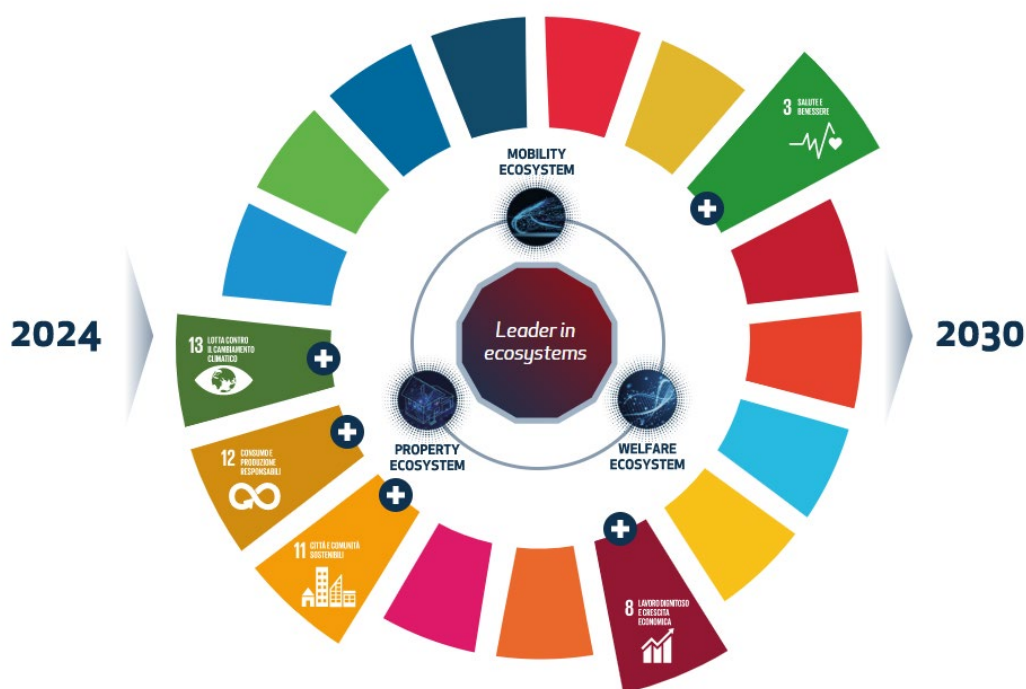 3 SALUTE E
BENESSERE
MOBILITY
ECOSYSTEM
2024
Leader in
ecosystems
2030
13 LOTTA CONTRO
IL CAMBIAMENTO
CLIMATICO
12 CONSUMO E
PRODUZIONE
RESPONSABILI
PROPERTY
ECOSYSTEM
WELFARE
ECOSYSTEM
11 CITTÀ E COMUNITÀ
SOSTENIBILI
8 LAVORO DIGNITOSO
E CRESCITA
ECONOMICA